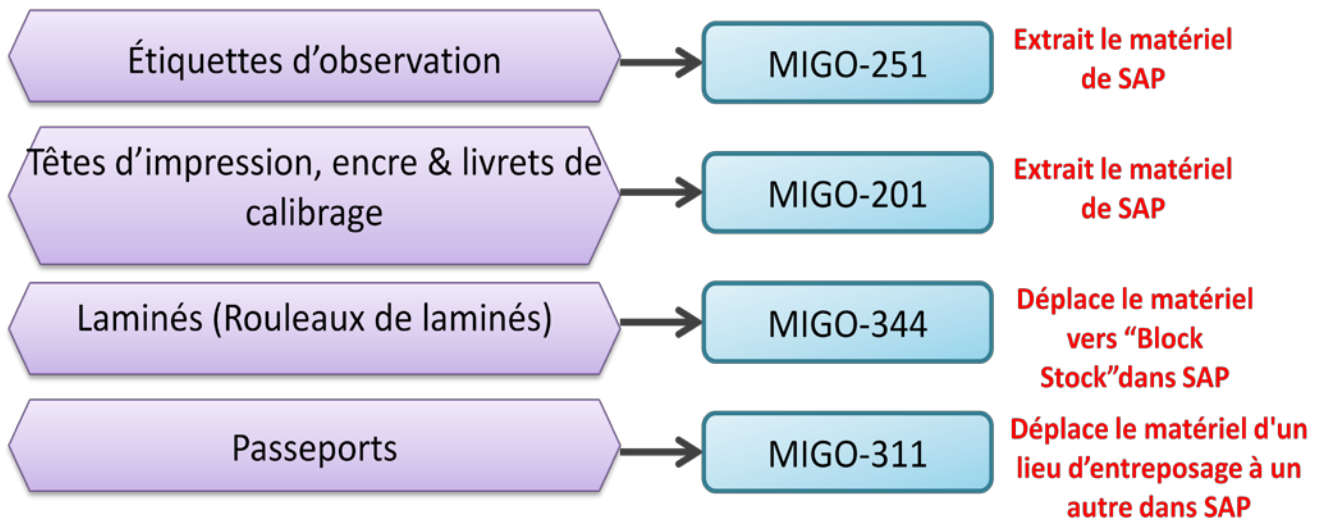 Étiquettes d’observation
MIGO-251
Extrait le matériel
de SAP
Têtes d’impression, encre & livrets de
calibrage
MIGO-201
Extrait le matériel
de SAP
Laminés (Rouleaux de laminés)
MIGO-344
Déplace le matériel
vers “Block
Stock”dans SAP
Passeports
MIGO-311
Déplace le matériel d'un
lieu d’entreposage à un
autre dans SAP